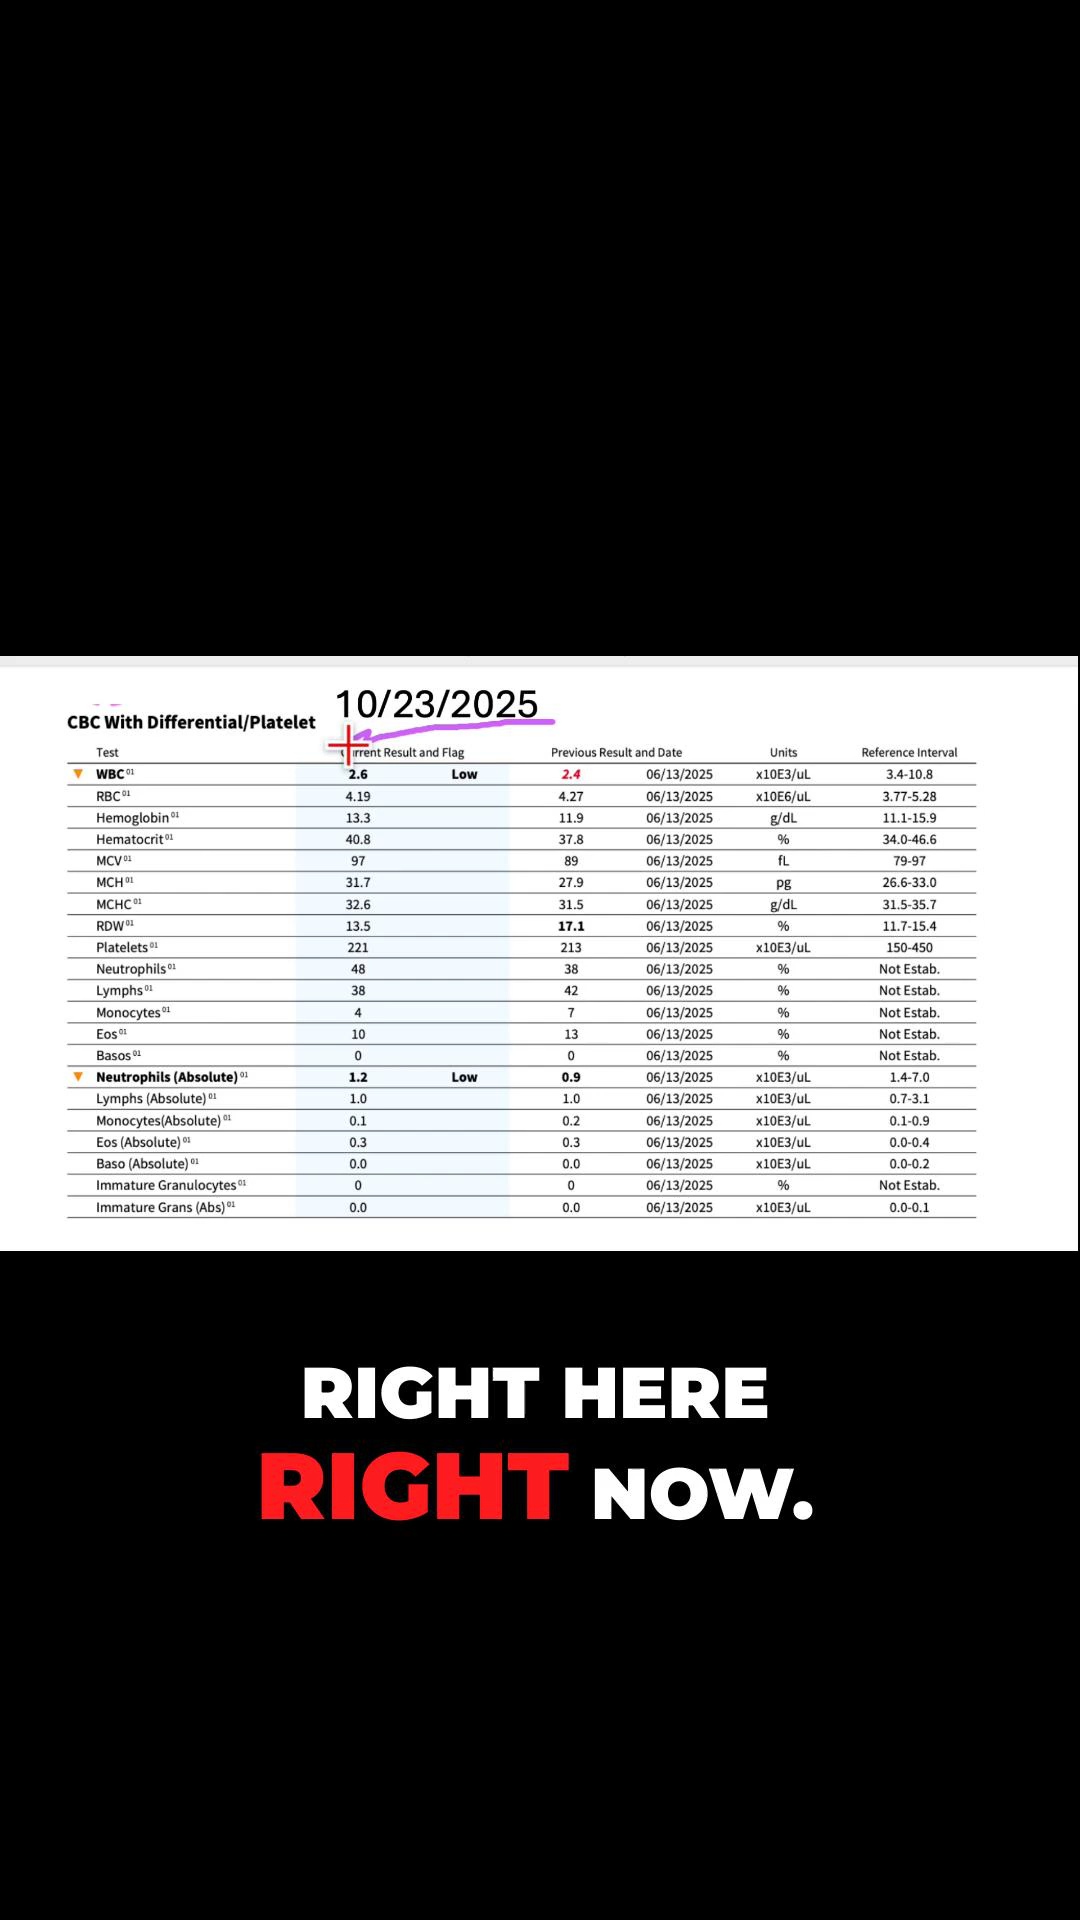 10/23/2025
CBC With Differential/Platelet
Test Current Result and Flag Previous Result and Date Units Reference Interval
▼ WBC 01 2.6 Low 2.4 06/13/2025 x10E3/uL 3.4-10.8
RBC 01 4.19 4.27 06/13/2025 x10E6/uL 3.77-5.28
Hemoglobin 01 13.3 11.9 06/13/2025 g/dL 11.1-15.9
Hematocrit 01 40.8 37.8 06/13/2025 % 34.0-46.6
MCV 01 97 89 06/13/2025 fL 79-97
MCH 01 31.7 27.9 06/13/2025 pg 26.6-33.0
MCHC 01 32.6 31.5 06/13/2025 g/dL 31.5-35.7
RDW 01 13.5 17.1 06/13/2025 % 11.7-15.4
Platelets 01 221 213 06/13/2025 x10E3/uL 150-450
Neutrophils 01 48 38 06/13/2025 % Not Estab.
Lymphs 01 38 42 06/13/2025 % Not Estab.
Monocytes 01 4 7 06/13/2025 % Not Estab.
Eos 01 10 13 06/13/2025 % Not Estab.
Basos 01 0 0 06/13/2025 % Not Estab.
▼ Neutrophils (Absolute) 01 1.2 Low 0.9 06/13/2025 x10E3/uL 1.4-7.0
Lymphs (Absolute) 01 1.0 1.0 06/13/2025 x10E3/uL 0.7-3.1
Monocytes(Absolute) 01 0.1 0.2 06/13/2025 x10E3/uL 0.1-0.9
Eos (Absolute) 01 0.3 0.3 06/13/2025 x10E3/uL 0.0-0.4
Baso (Absolute) 01 0.0 0.0 06/13/2025 x10E3/uL 0.0-0.2
Immature Granulocytes 01 0 0 06/13/2025 % Not Estab.
Immature Grans (Abs) 01 0.0 0.0 06/13/2025 x10E3/uL 0.0-0.1
RIGHT HERE
RIGHT NOW.